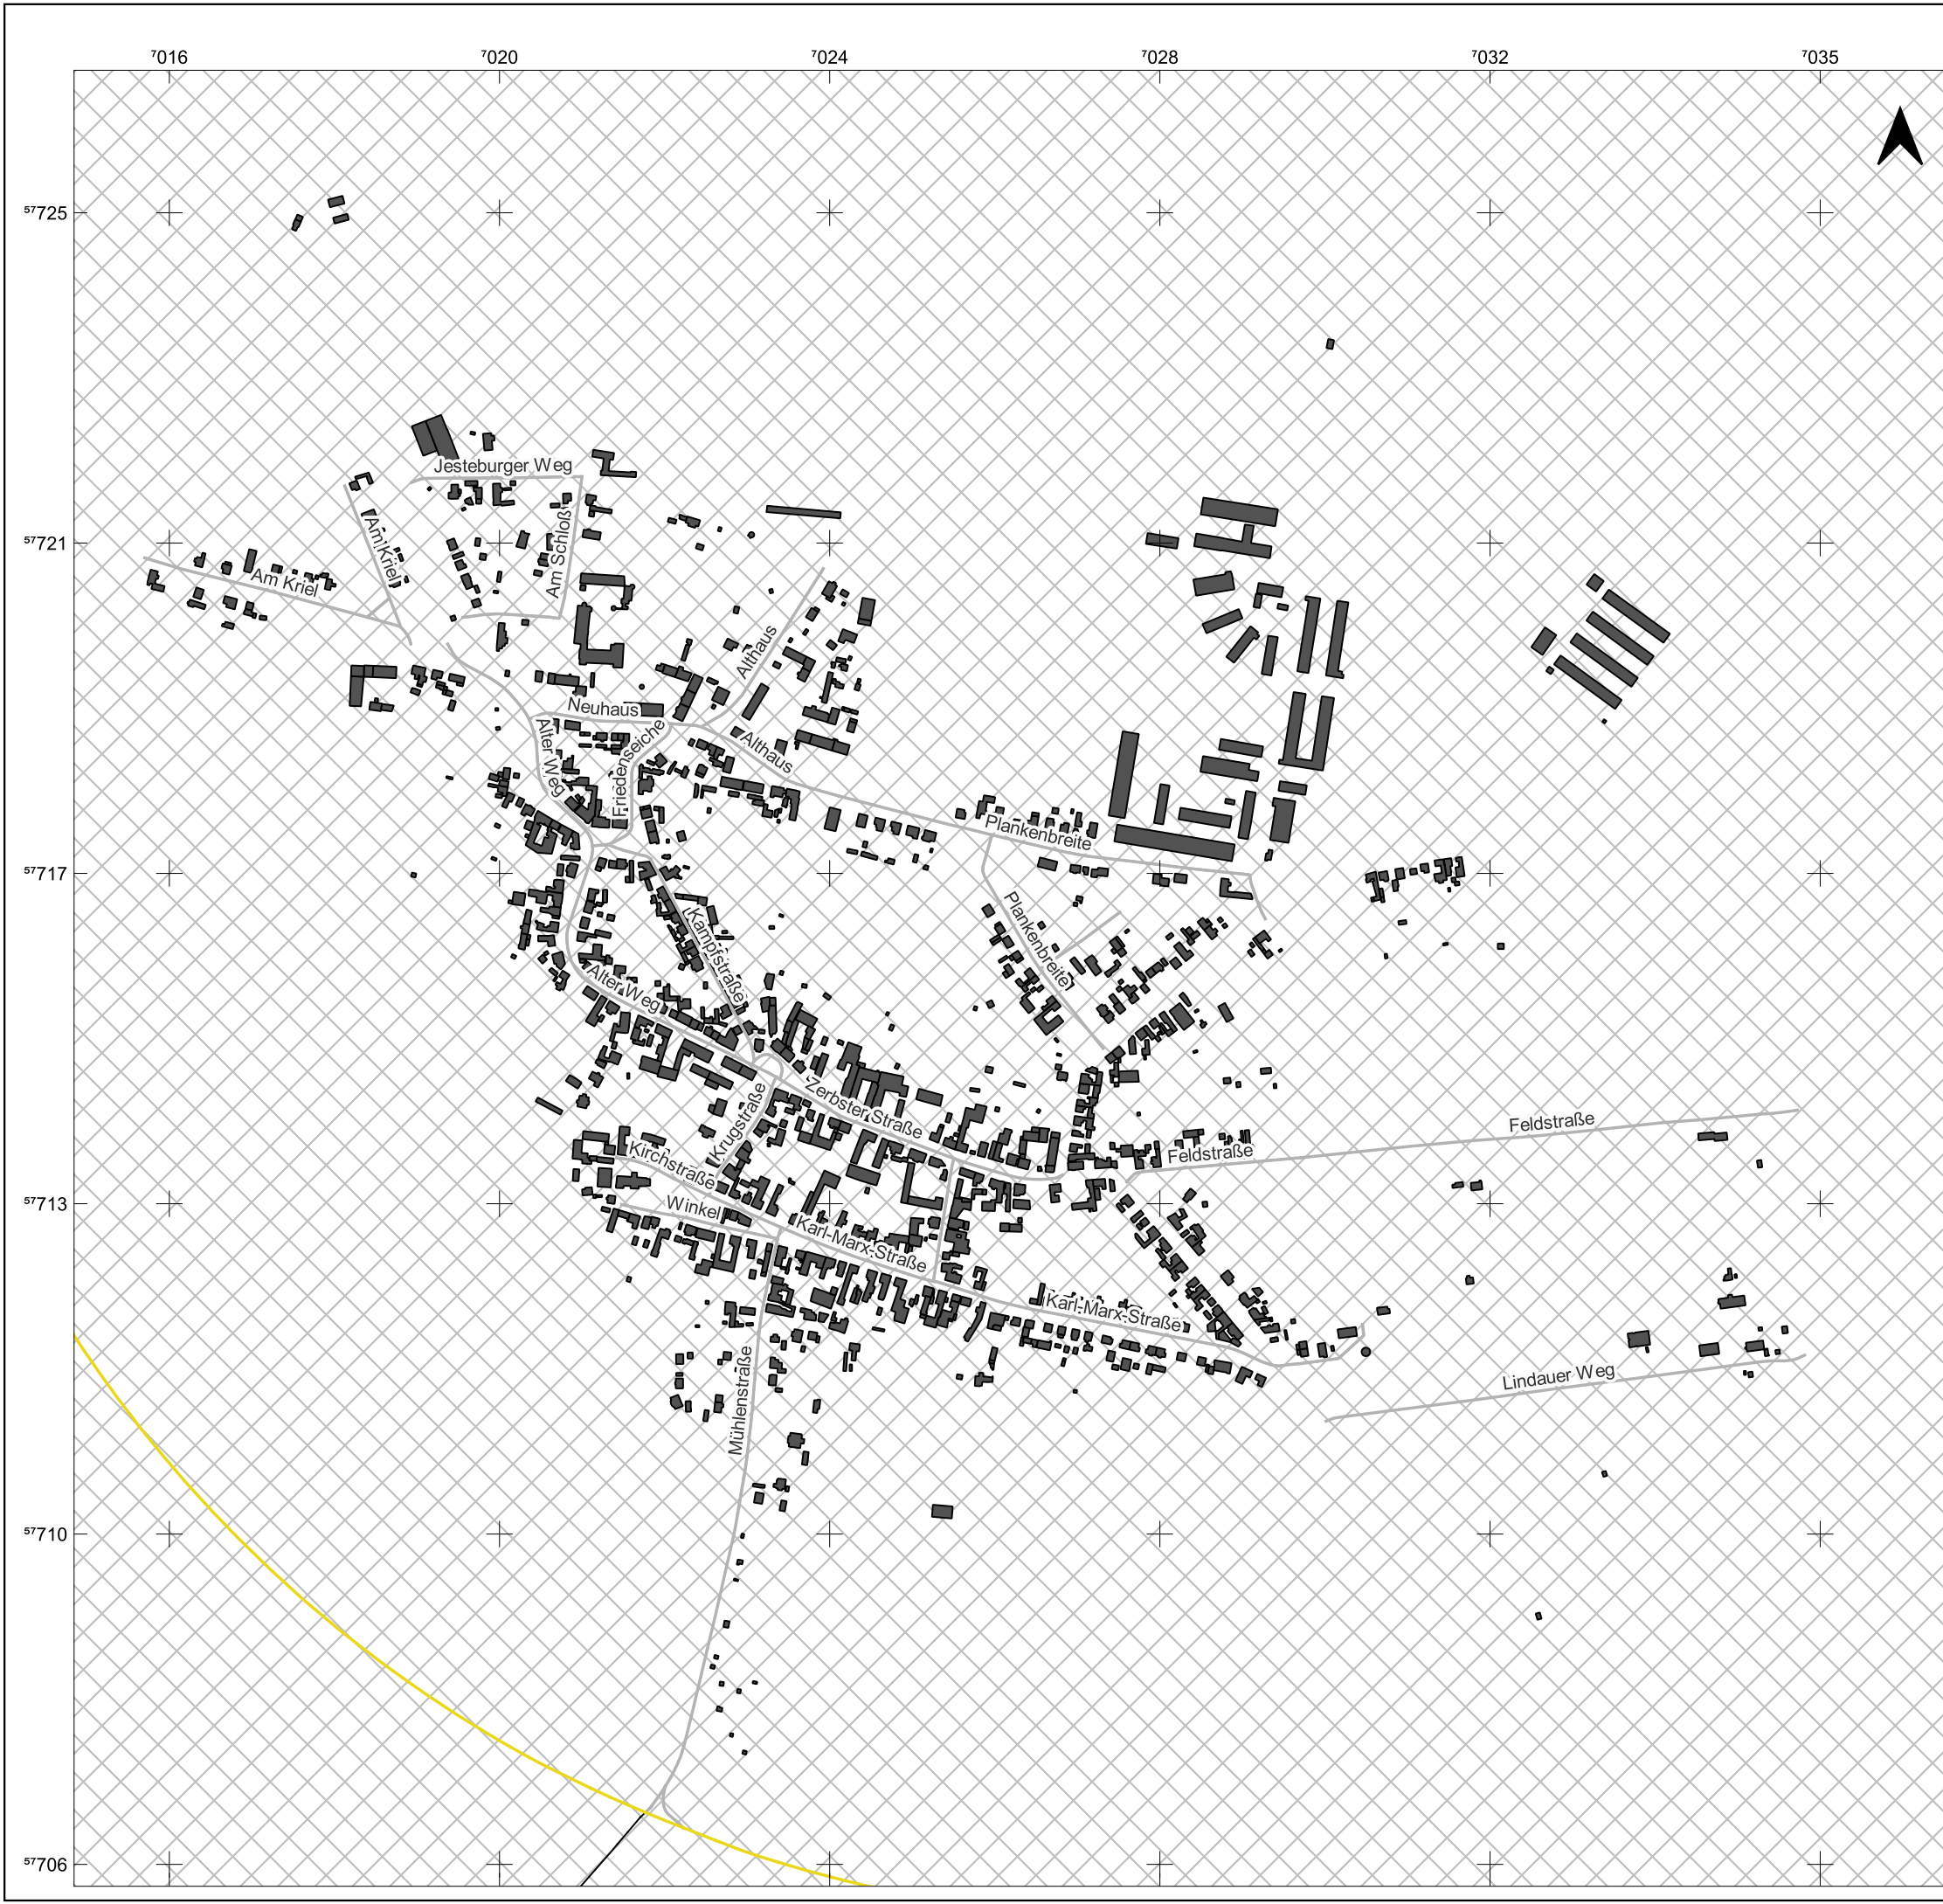 7016 7020 7024 7028 7032 7035
57725
57721
57717
57713
57710
57706
Jesteburger Weg
Am Kriel
Am Kriel
Am Schloß
Althaus
Neuhaus
Althaus
Alter Weg
Friedenseiche
Plankenbreite
Plankenbreite
Kampfstraße
Alter Weg
Zerbster Straße
Krugstraße
Feldstraße
Feldstraße
Kirchstraße
Winkel
Karl-Marx-Straße
Karl-Marx-Straße
Mühlenstraße
Lindauer Weg